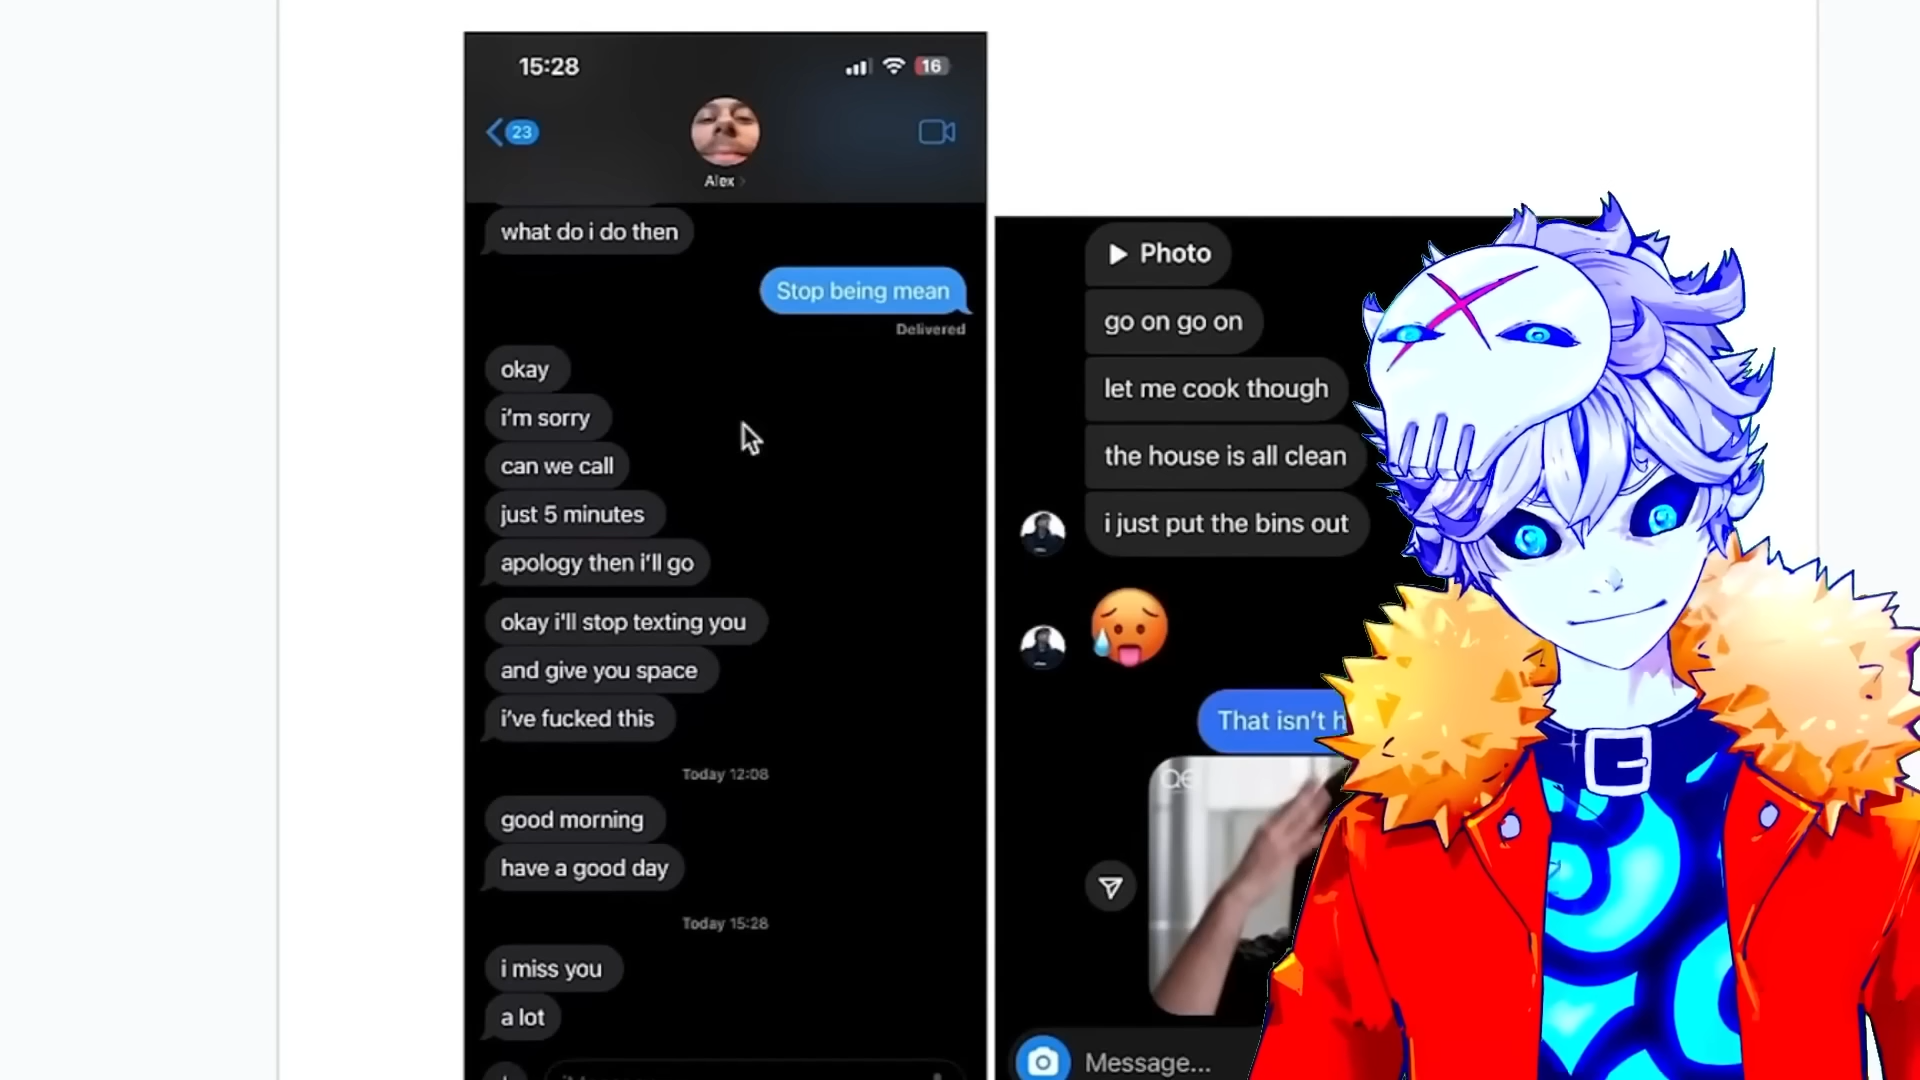 15:28
16
23
Alex
what do i do then
Stop being mean
Delivered
okay
i'm sorry
can we call
just 5 minutes
apology then i'll go
okay i'll stop texting you
and give you space
i've fucked this
Today 12:08
good morning
have a good day
Today 15:28
i miss you
a lot
Photo
go on go on
let me cook though
the house is all clean
i just put the bins out
That isn't
Message...